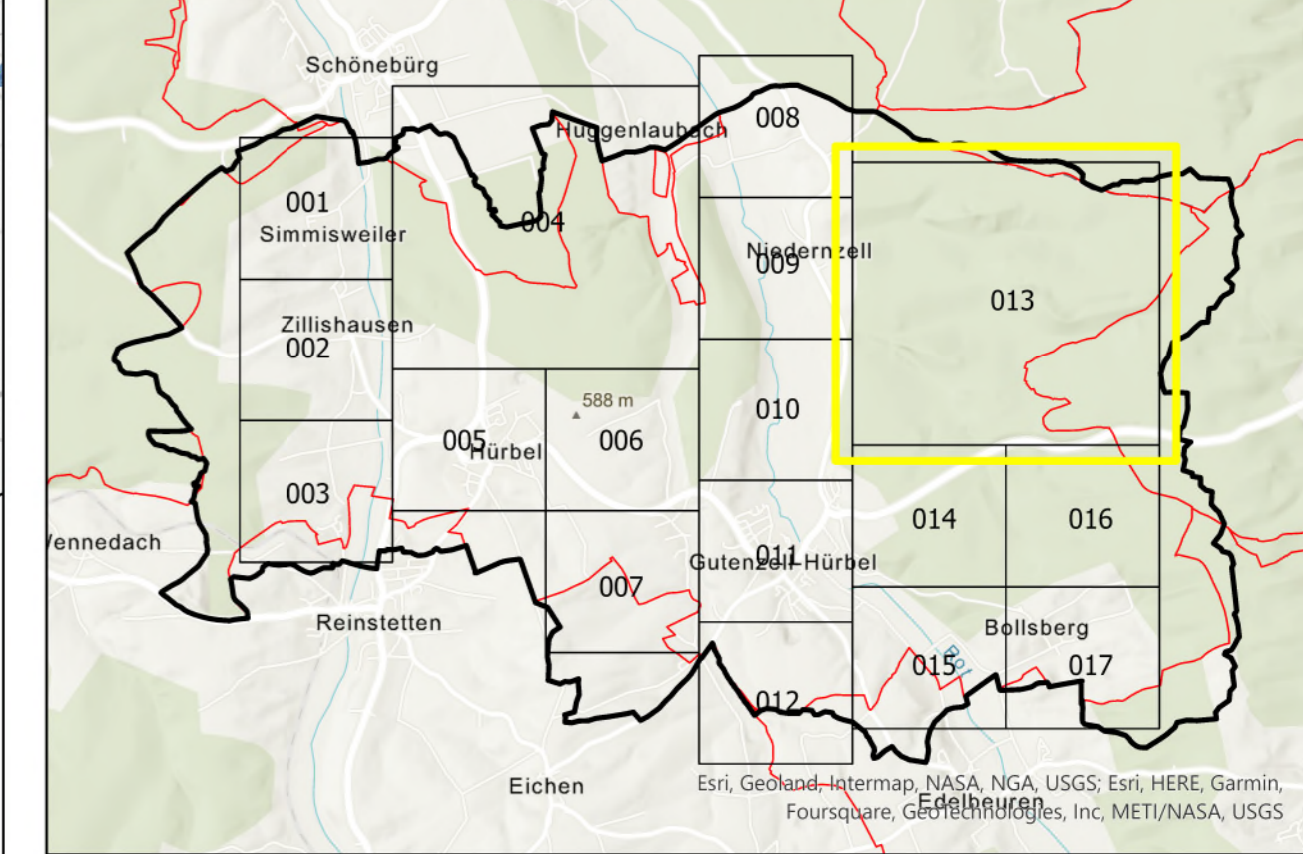 Schönebürg
Huggenlaubach
008
001
Simmisweiler
004
Niedernzell
009
013
Zillishausen
002
588 m
010
005
006
Hürbel
003
014
016
Vennedach
011
Gutenzell-Hürbel
007
Reinstetten
Bollsberg
015
Rot
017
012
Eichen
Edelbeuren
Esri, Geoland, Intermap, NASA, NGA, USGS; Esri, HERE, Garmin,
Foursquare, GeoTechnologies, Inc, METI/NASA, USGS